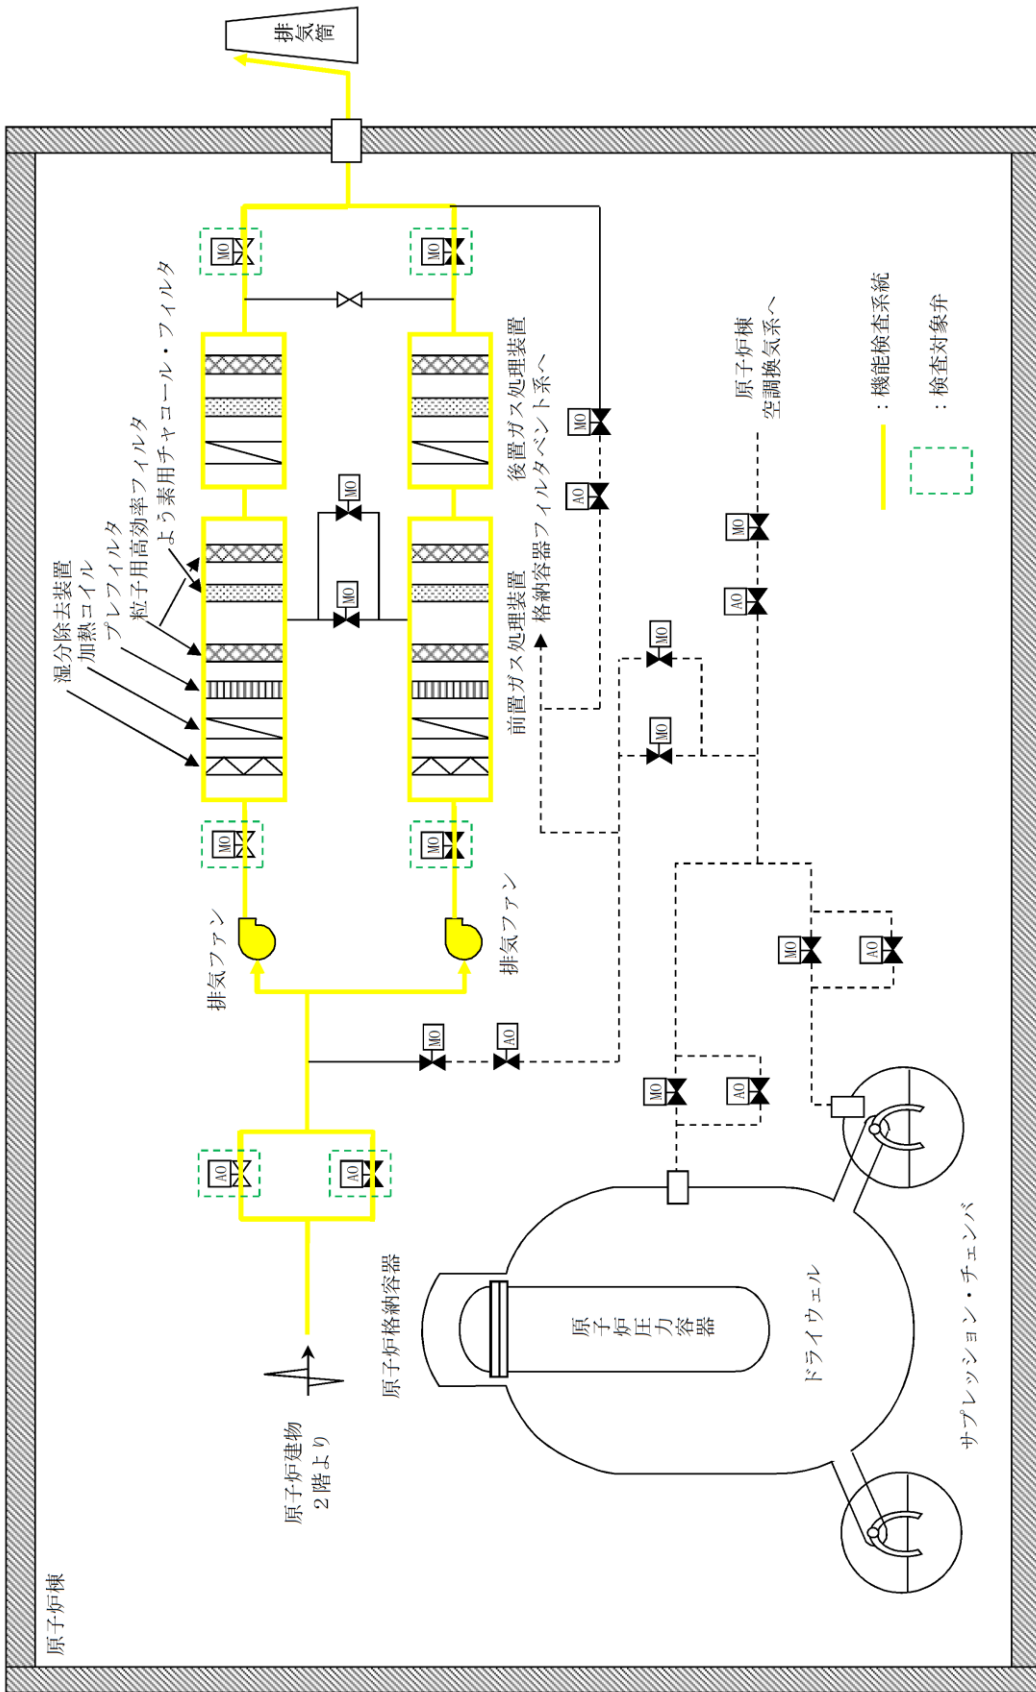 原子炉棟
排気筒
湿分除去装置
加熱コイル
プレフィルタ
粒子用高効率フィルタ
よう素用チャコール・フィルタ
MO
MO
MO
MO
MO
MO
AO
AO
排気ファン
排気ファン
前置ガス処理装置
後置ガス処理装置
格納容器フィルタベント系へ
原子炉建物
2階より
MO
AO
AO
MO
MO
MO
AO
MO
原子炉棟
空調換気系へ
MO
AO
MO
AO
原子炉格納容器
原子炉圧力容器
ドライウェル
サプレッション・チェンバ
:機能検査系統
:検査対象弁